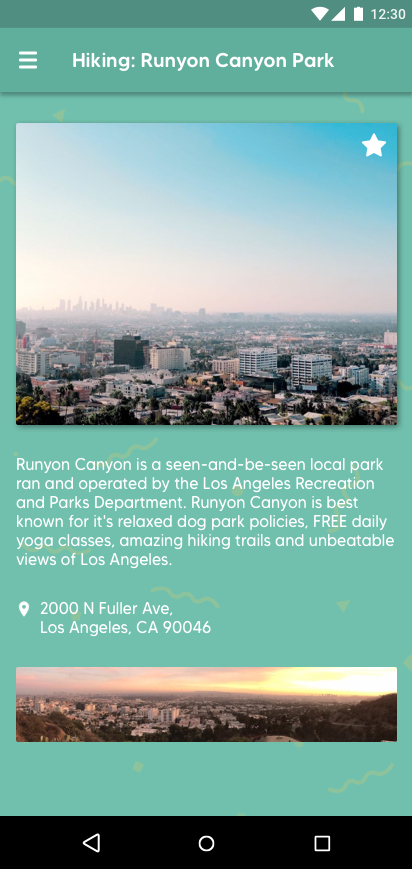 12:30
Hiking: Runyon Canyon Park
Runyon Canyon is a seen-and-be-seen local park
ran and operated by the Los Angeles Recreation
and Parks Department. Runyon Canyon is best
known for it's relaxed dog park policies, FREE daily
yoga classes, amazing hiking trails and unbeatable
views of Los Angeles.
2000 N Fuller Ave,
Los Angeles, CA 90046